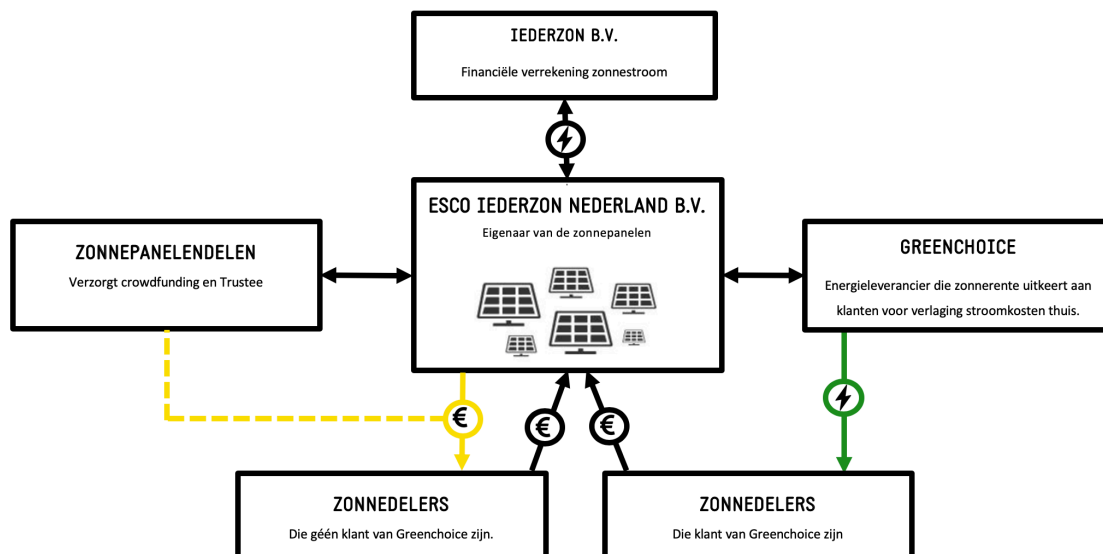 IEDERZON B.V.
Financiële verrekening zonnestroom
ESCO IEDERZON NEDERLAND B.V.
Eigenaar van de zonnepanelen
ZONNEPANELENDELEN
Verzorgt crowdfunding en Trustee
GREENCHOICE
Energieleverancier die zonnerente uitkeert aan
klanten voor verlaging stroomkosten thuis.
€
€
€
ZONNEDELERS
Die géén klant van Greenchoice zijn.
ZONNEDELERS
Die klant van Greenchoice zijn